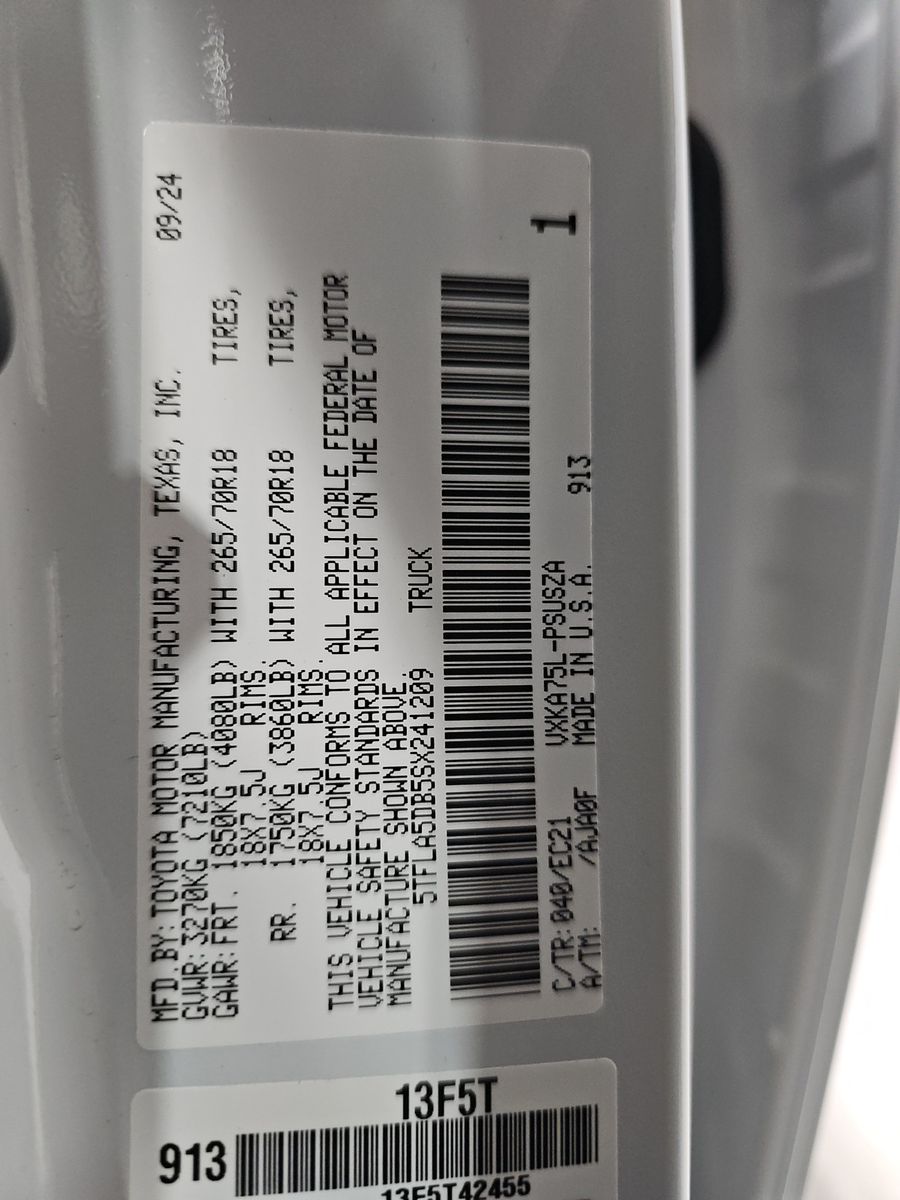 MFD.BY: TOYOTA MOTOR MANUFACTURING, TEXAS, INC. 09/24
GVWR: 3270KG (7210LB)
GAWR: FRT. 1850KG (4080LB) WITH 265/70R18 TIRES,
18X7.5J RIMS.
RR. 1750KG (3860LB) WITH 265/70R18 TIRES,
18X7.5J RIMS.
THIS VEHICLE CONFORMS TO ALL APPLICABLE FEDERAL MOTOR
VEHICLE SAFETY STANDARDS IN EFFECT ON THE DATE OF
MANUFACTURE SHOWN ABOVE.
5TFLA5DB5SX241209 TRUCK
1
C/TR: 040/EC21 VXKA75L-PSUSZA
A/TM: /AJA0F MADE IN U.S.A. 913
13F5T
913
13F5T42455